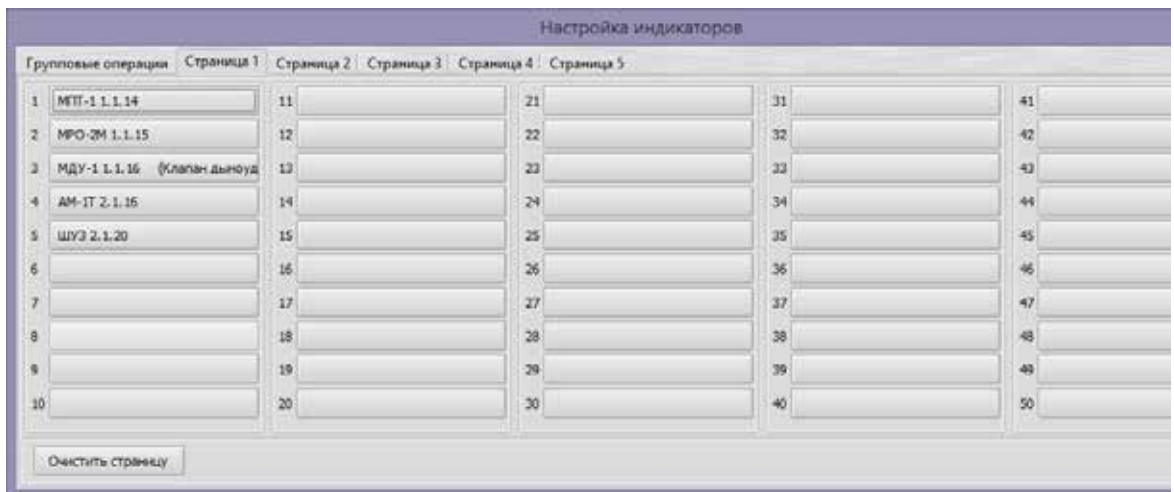 Настройка индикаторов
Групповые операции Страница 1 Страница 2 Страница 3 Страница 4 Страница 5
1 МПТ-1 1.1.14 11 21 31 41
2 МРО-2М 1.1.15 12 22 32 42
3 МДУ-1 1.1.16 (Клапан дымоуд 13 23 33 43
4 АМ-1Т 2.1.16 14 24 34 44
5 ШУЗ 2.1.20 15 25 35 45
6 16 26 36 46
7 17 27 37 47
8 18 28 38 48
9 19 29 39 49
10 20 30 40 50
Очистить страницу